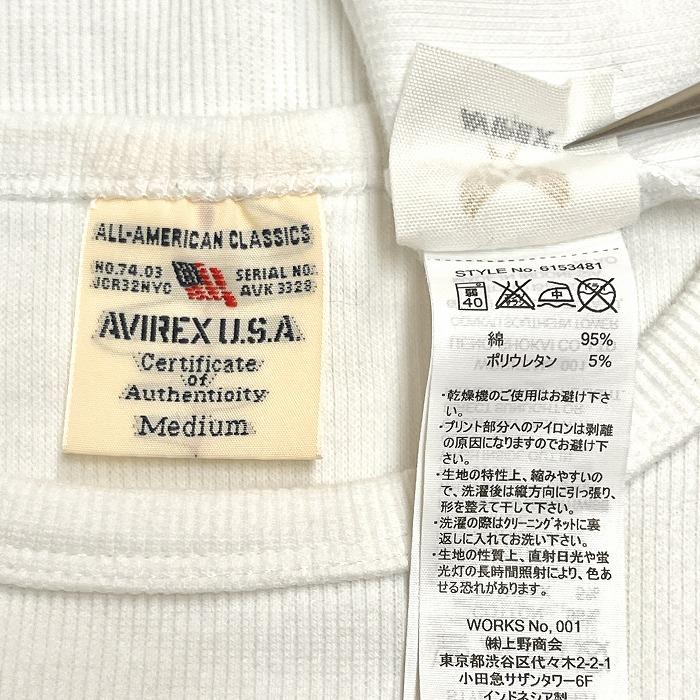 ALL-AMERICAN CLASSICS
NO.74.03
JCR32NYC
SERIAL NO:
AVK 3328
AVIREX U.S.A.
Certificate
of
Authenticity
Medium
STYLE No. 6153481
弱
40
エンソサラシ
ドライ
綿 95%
ポリウレタン 5%
・乾燥機のご使用はお避け下さ
い。
・プリント部分へのアイロンは剥離
の原因になりますのでお避け下
さい。
・生地の特性上、縮みやすいの
で、洗濯後は縦方向に引っ張り、
形を整えて干して下さい。
・洗濯の際はクリーニングネットに裏
返しに入れてお洗い下さい。
・生地の性質上、直射日光や蛍
光灯の長時間照射により、色あ
せる恐れがあります。
WORKS No, 001
㈱上野商会
東京都渋谷区代々木2-2-1
小田急サザンタワー6F
インドネシア製